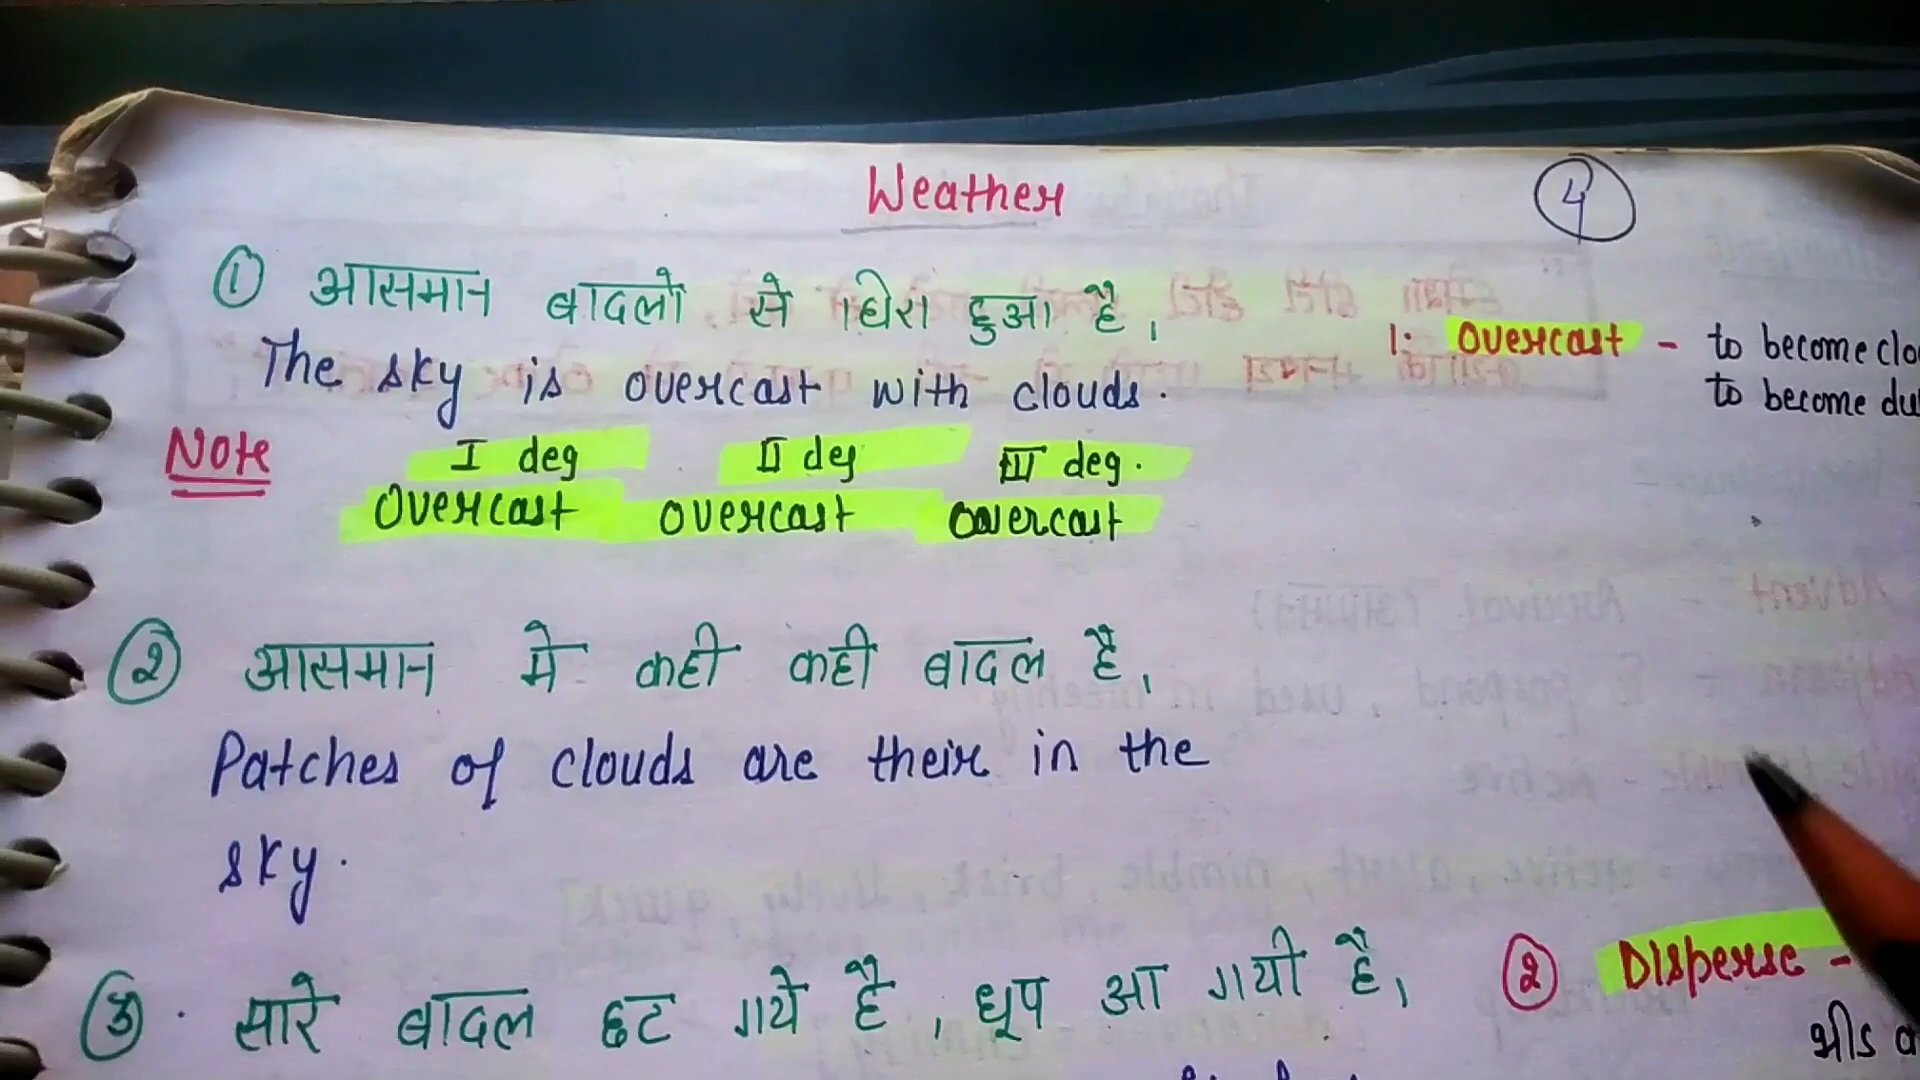 Weather
4
① आसमान बादलो से घिरा हुआ है,
The sky is overcast with clouds.
1. Overcast - to become clo
to become du
Note
I deg II deg III deg.
Overcast overcast overcast
② आसमान मे कही कही बादल है,
Patches of clouds are their in the
sky.
③ सारे बादल छट गये है, धूप आ गयी है,
② Disperse -
भीड